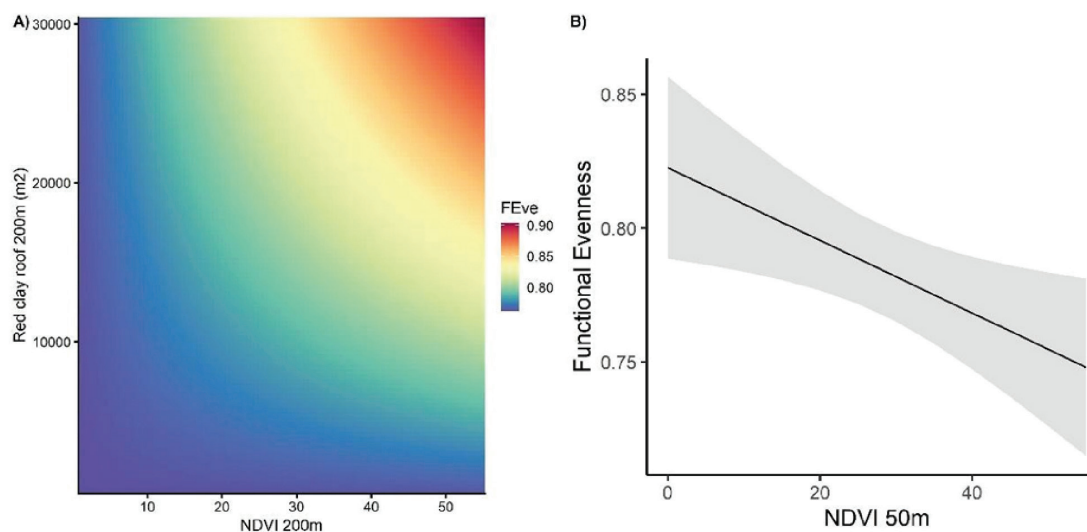 A)
30000
20000
10000
Red clay roof 200m (m2)
10 20 30 40 50
NDVI 200m
FEve
0.90
0.85
0.80
B)
0.85
0.80
0.75
Functional Evenness
0 20 40
NDVI 50m